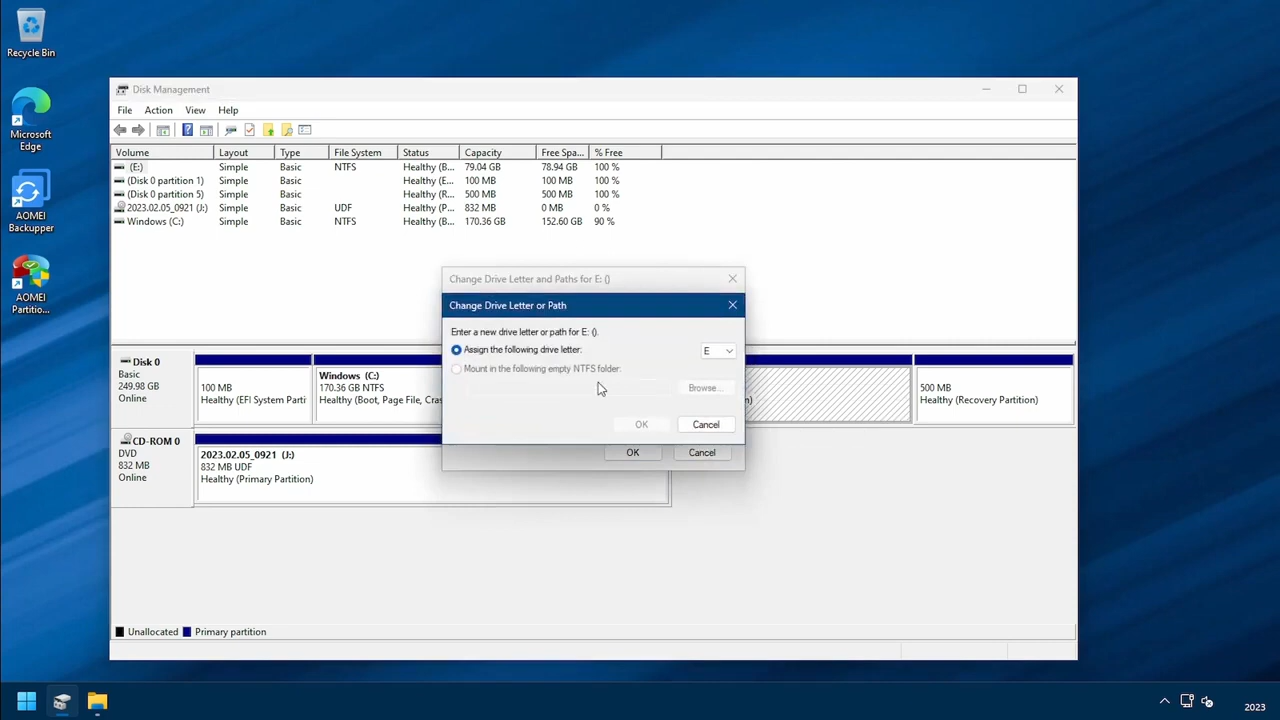 Recycle Bin
Microsoft
Edge
AOMEI
Backupper
AOMEI
Partitio...
Disk Management
File Action View Help
Volume Layout Type File System Status Capacity Free Spa... % Free
(E:) Simple Basic NTFS Healthy (B... 79.04 GB 78.94 GB 100 %
(Disk 0 partition 1) Simple Basic Healthy (E... 100 MB 100 MB 100 %
(Disk 0 partition 5) Simple Basic Healthy (R... 500 MB 500 MB 100 %
2023.02.05_0921 (J:) Simple Basic UDF Healthy (P... 832 MB 0 MB 0 %
Windows (C:) Simple Basic NTFS Healthy (B... 170.36 GB 152.60 GB 90 %
Change Drive Letter and Paths for E: ()
Change Drive Letter or Path
Enter a new drive letter or path for E: ().
Assign the following drive letter: E
Mount in the following empty NTFS folder:
Browse...
OK Cancel
OK Cancel
Disk 0
Basic
249.98 GB
Online
100 MB
Healthy (EFI System Parti
Windows (C:)
170.36 GB NTFS
Healthy (Boot, Page File, Cras
n)
500 MB
Healthy (Recovery Partition)
CD-ROM 0
DVD
832 MB
Online
2023.02.05_0921 (J:)
832 MB UDF
Healthy (Primary Partition)
Unallocated Primary partition
2023